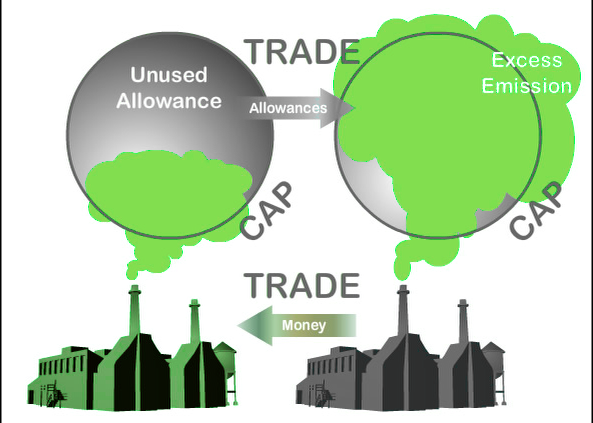 TRADE
Unused
Allowance
Allowances
Excess
Emission
CAP
CAP
TRADE
Money